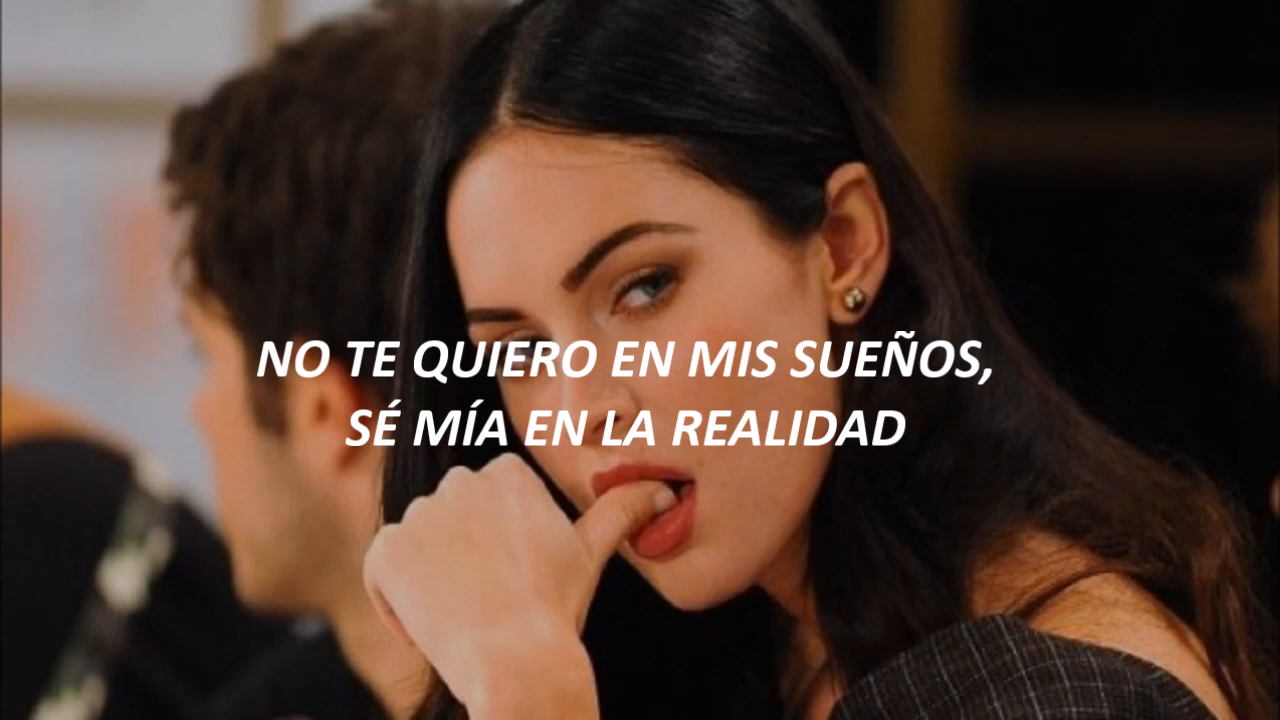 NO TE QUIERO EN MIS SUEÑOS,
SÉ MÍA EN LA REALIDAD